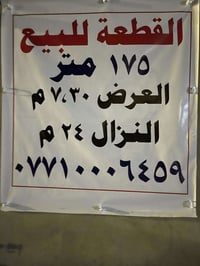 القطعة للبيع
١٧٥ متر
العرض ٧،٣٠ م
النزال ٢٤ م
٠٧٧١٠٠٠٦٤٥٩